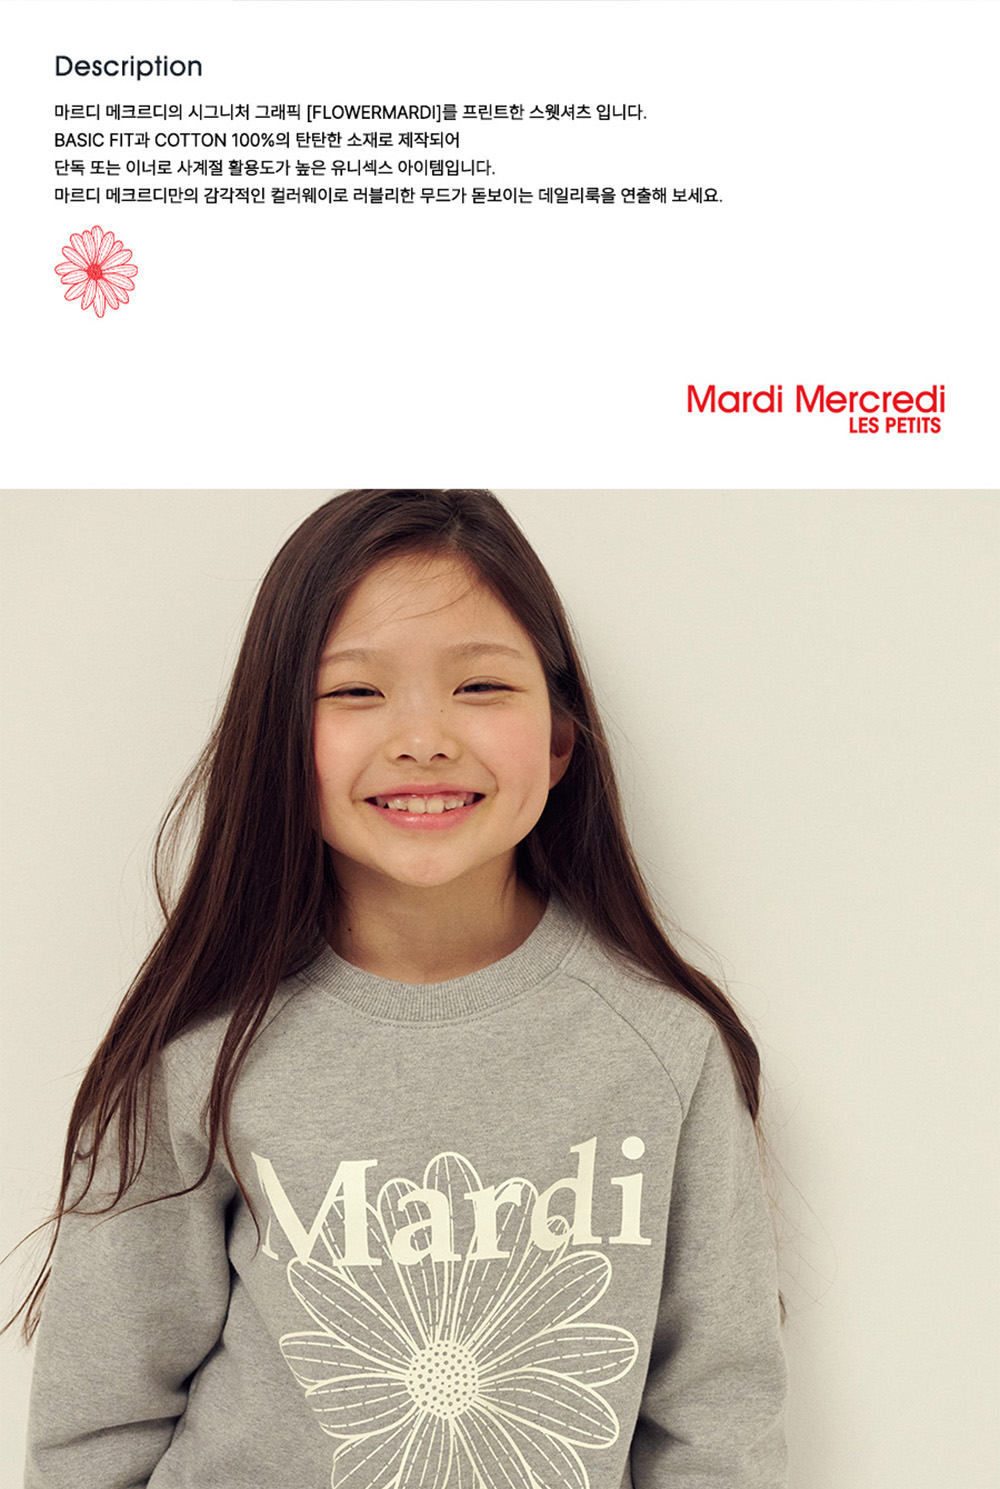 Description
마르디 메크르디의 시그니처 그래픽 [FLOWERMARDI]를 프린트한 스웻셔츠 입니다.
BASIC FIT과 COTTON 100%의 탄탄한 소재로 제작되어
단독 또는 이너로 사계절 활용도가 높은 유니섹스 아이템입니다.
마르디 메크르디만의 감각적인 컬러웨이로 러블리한 무드가 돋보이는 데일리룩을 연출해 보세요.
Mardi Mercredi
LES PETITS
Mardi